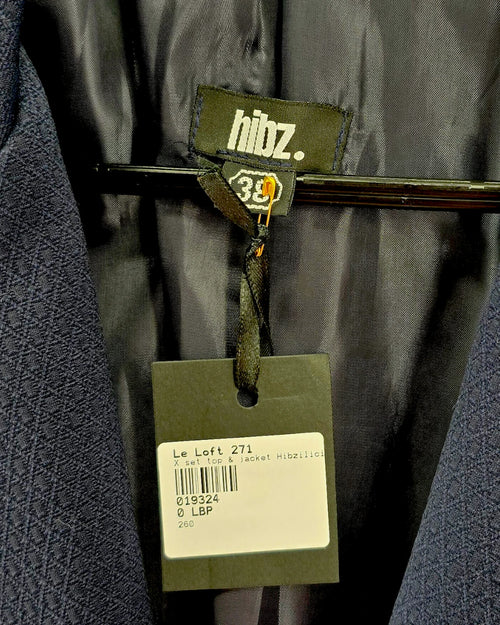 hibz.
38
Le Loft 271
X set top & jacket Hibzilici
019324
0 LBP
260